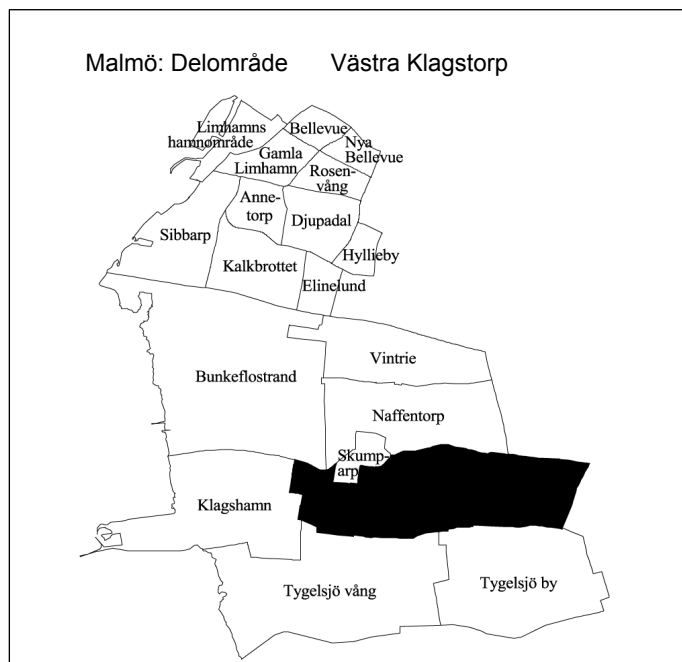 Malmö: Delområde Västra Klagstorp
Limhamns
hamnområde
Bellevue
Nya
Bellevue
Gamla
Limhamn
Rosen-
vång
Anne-
torp
Djupadal
Sibbarp
Hyllieby
Kalkbrottet
Elinelund
Vintrie
Bunkeflostrand
Naffentorp
Skump-
arp
Klagshamn
Tygelsjö vång
Tygelsjö by